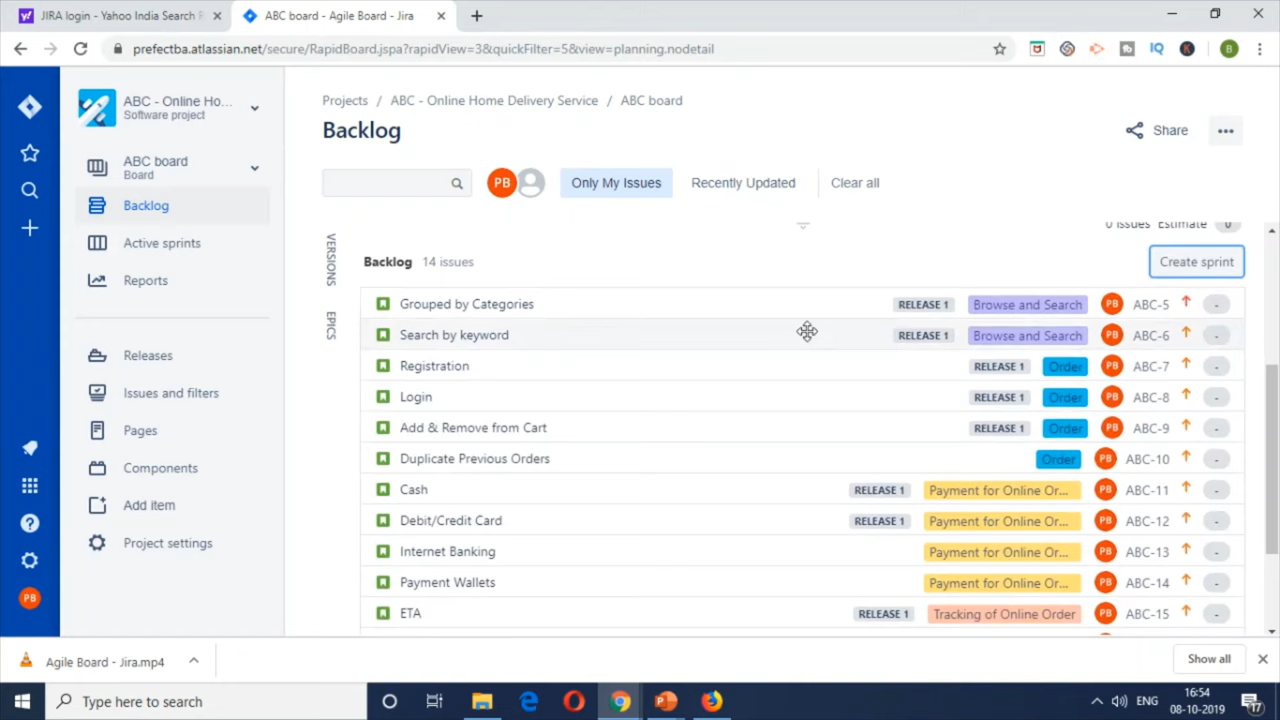 JIRA login - Yahoo India Search R
ABC board - Agile Board - Jira
prefectba.atlassian.net/secure/RapidBoard.jspa?rapidView=3&quickFilter=5&view=planning.nodetail
IQ
K
B
ABC - Online Ho...
Software project
ABC board
Board
Backlog
Active sprints
Reports
Releases
Issues and filters
Pages
Components
Add item
Project settings
PB
Projects / ABC - Online Home Delivery Service / ABC board
Backlog
Share
PB
Only My Issues
Recently Updated
Clear all
VERSIONS
EPICS
0 issues Estimate 0
Backlog 14 issues
Create sprint
Grouped by Categories RELEASE 1 Browse and Search PB ABC-5 -
Search by keyword RELEASE 1 Browse and Search PB ABC-6 -
Registration RELEASE 1 Order PB ABC-7 -
Login RELEASE 1 Order PB ABC-8 -
Add & Remove from Cart RELEASE 1 Order PB ABC-9 -
Duplicate Previous Orders Order PB ABC-10 -
Cash RELEASE 1 Payment for Online Or... PB ABC-11 -
Debit/Credit Card RELEASE 1 Payment for Online Or... PB ABC-12 -
Internet Banking Payment for Online Or... PB ABC-13 -
Payment Wallets Payment for Online Or... PB ABC-14 -
ETA RELEASE 1 Tracking of Online Order PB ABC-15 -
Agile Board - Jira.mp4
Show all
Type here to search
ENG
16:54
08-10-2019
17